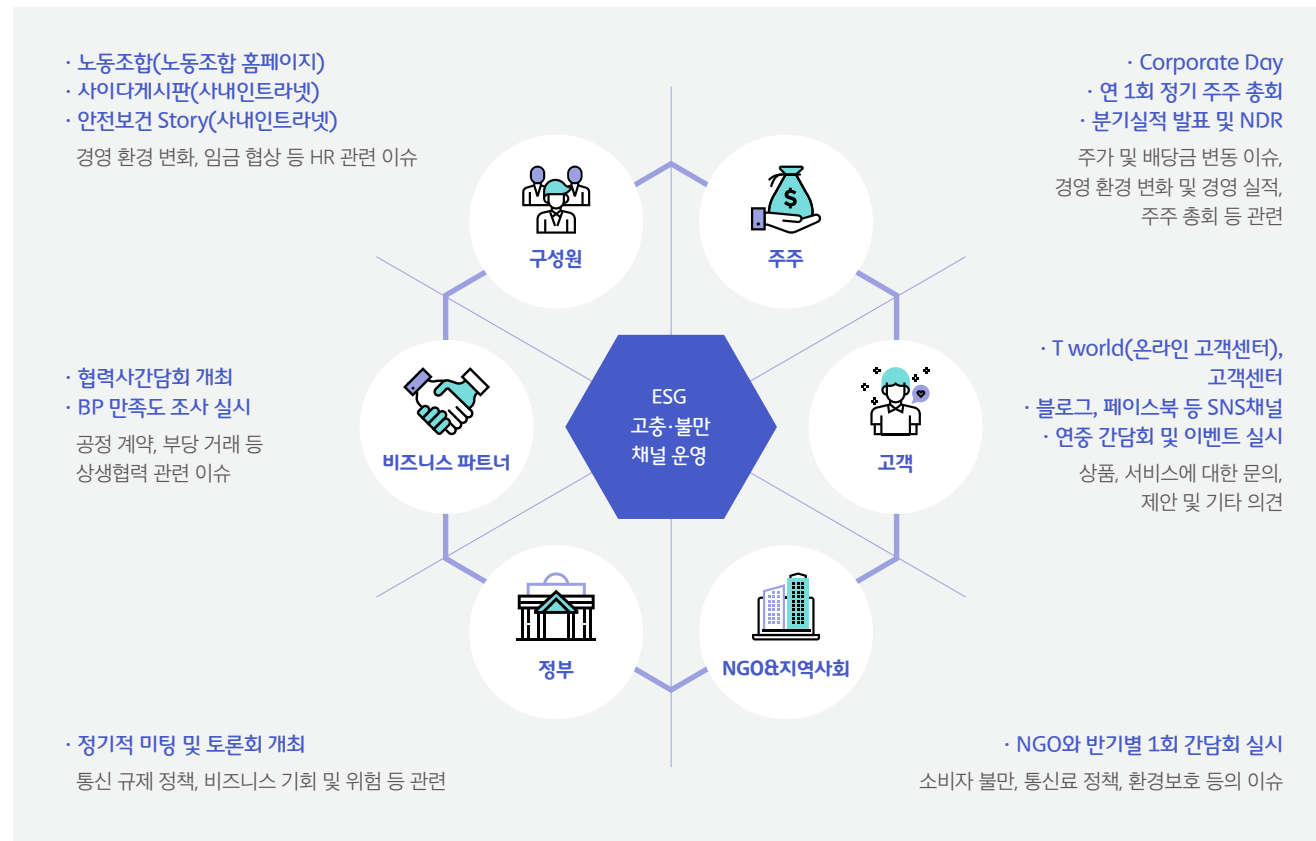 · 노동조합(노동조합 홈페이지)
· 사이다게시판(사내인트라넷)
· 안전보건 Story(사내인트라넷)
경영 환경 변화, 임금 협상 등 HR 관련 이슈
· Corporate Day
· 연 1회 정기 주주 총회
· 분기실적 발표 및 NDR
주가 및 배당금 변동 이슈,
경영 환경 변화 및 경영 실적,
주주 총회 등 관련
구성원
$
주주
· 협력사간담회 개최
· BP 만족도 조사 실시
공정 계약, 부당 거래 등
상생협력 관련 이슈
비즈니스 파트너
ESG
고충·불만
채널 운영
고객
· T world(온라인 고객센터),
고객센터
· 블로그, 페이스북 등 SNS채널
· 연중 간담회 및 이벤트 실시
상품, 서비스에 대한 문의,
제안 및 기타 의견
정부
NGO&지역사회
· 정기적 미팅 및 토론회 개최
통신 규제 정책, 비즈니스 기회 및 위험 등 관련
· NGO와 반기별 1회 간담회 실시
소비자 불만, 통신료 정책, 환경보호 등의 이슈